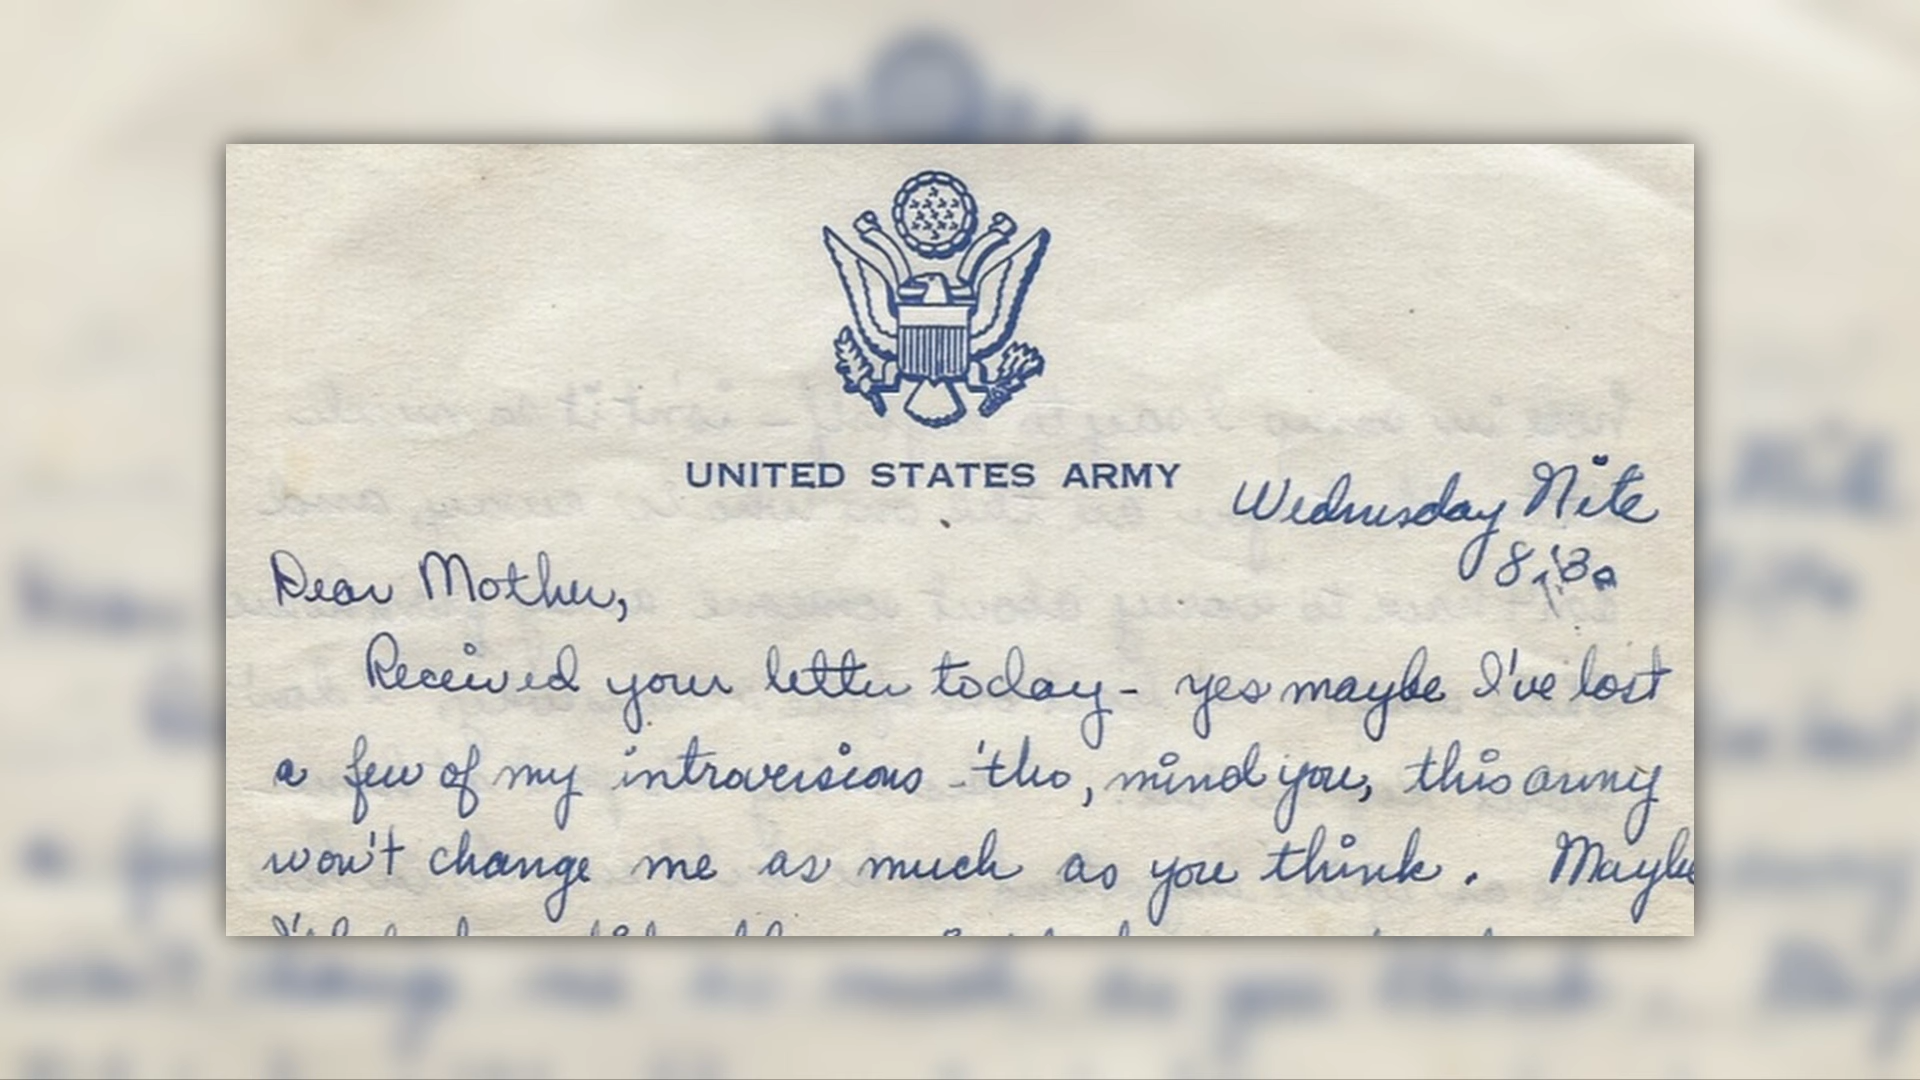 UNITED STATES ARMY
Wednesday Nite
8:30
Dear Mother,
Received your letter today - yes maybe I've lost
a few of my introversions - 'tho, mind you, this army
won't change me as much as you think. Maybe